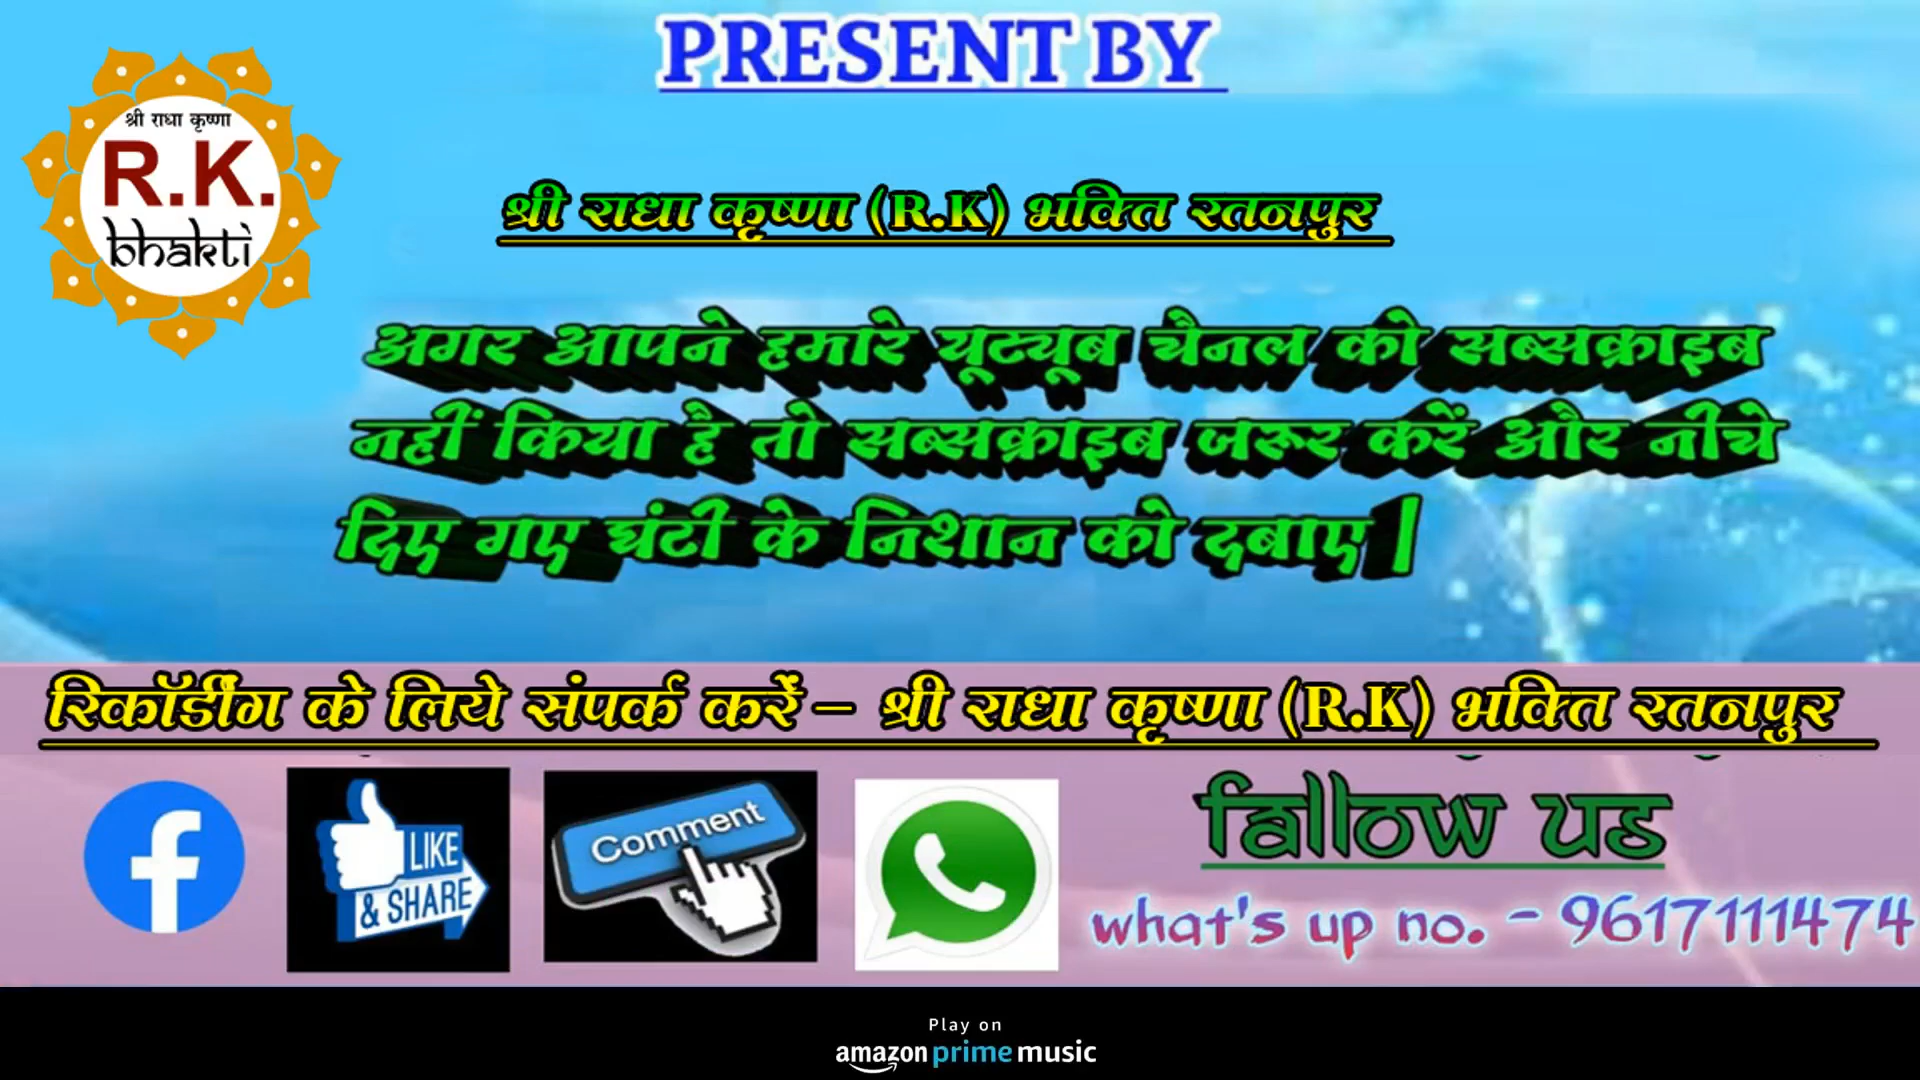 PRESENT BY
श्री राधा कृष्णा
R.K.
bhakti
श्री राधा कृष्णा (R.K) भक्ति रतनपुर
अगर आपने हमारे यूट्यूब चैनल को सब्सक्राइब
नहीं किया है तो सब्सक्राइब जरूर करें और नीचे
दिए गए घंटी के निशान को दबाए |
रिकॉर्डींग के लिये संपर्क करें – श्री राधा कृष्णा (R.K) भक्ति रतनपुर
LIKE
& SHARE
Comment
fallow us
what's up no. - 9617111474
Play on
amazon prime music